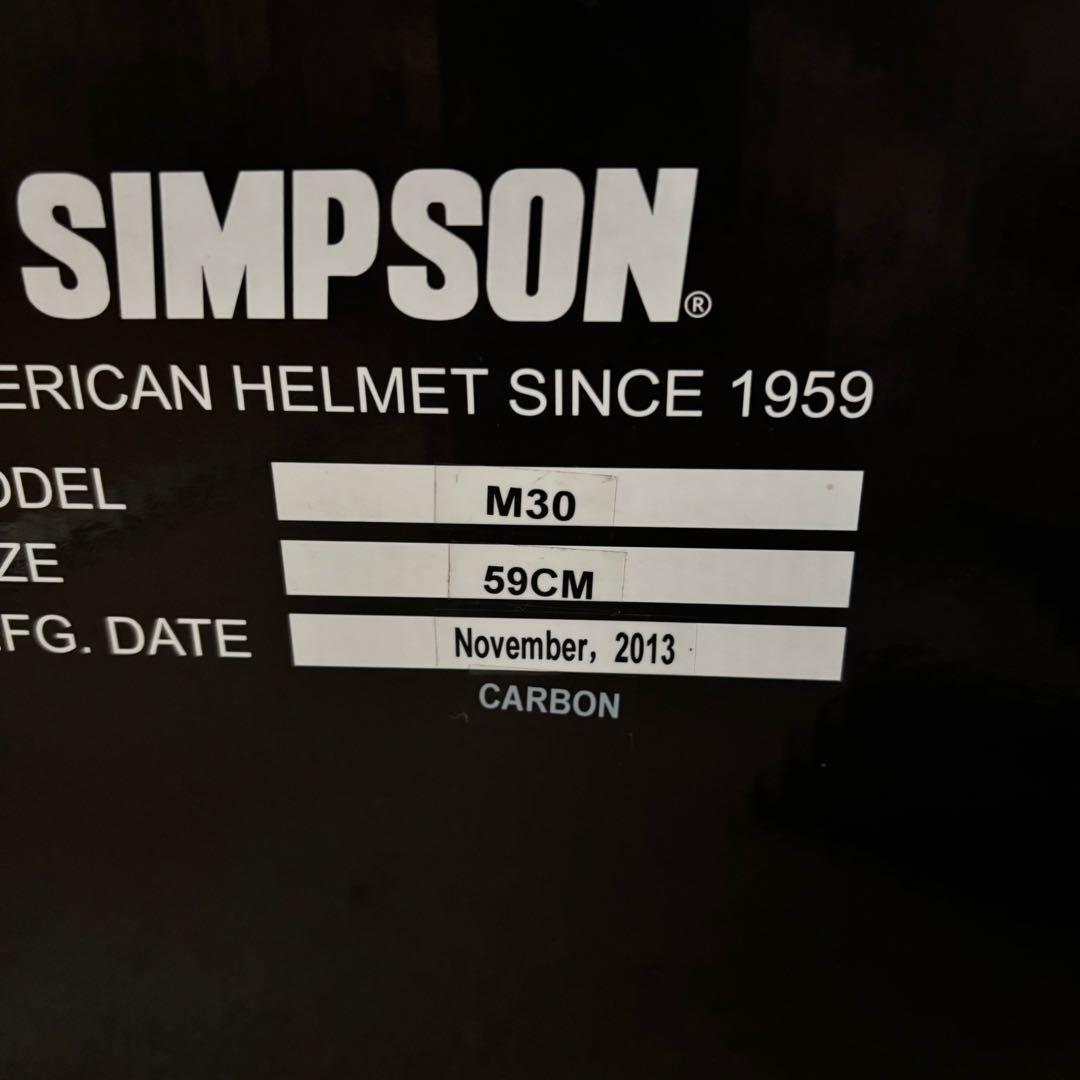 SIMPSON®
ERICAN HELMET SINCE 1959
ODEL M30
ZE 59CM
FG. DATE November, 2013
CARBON